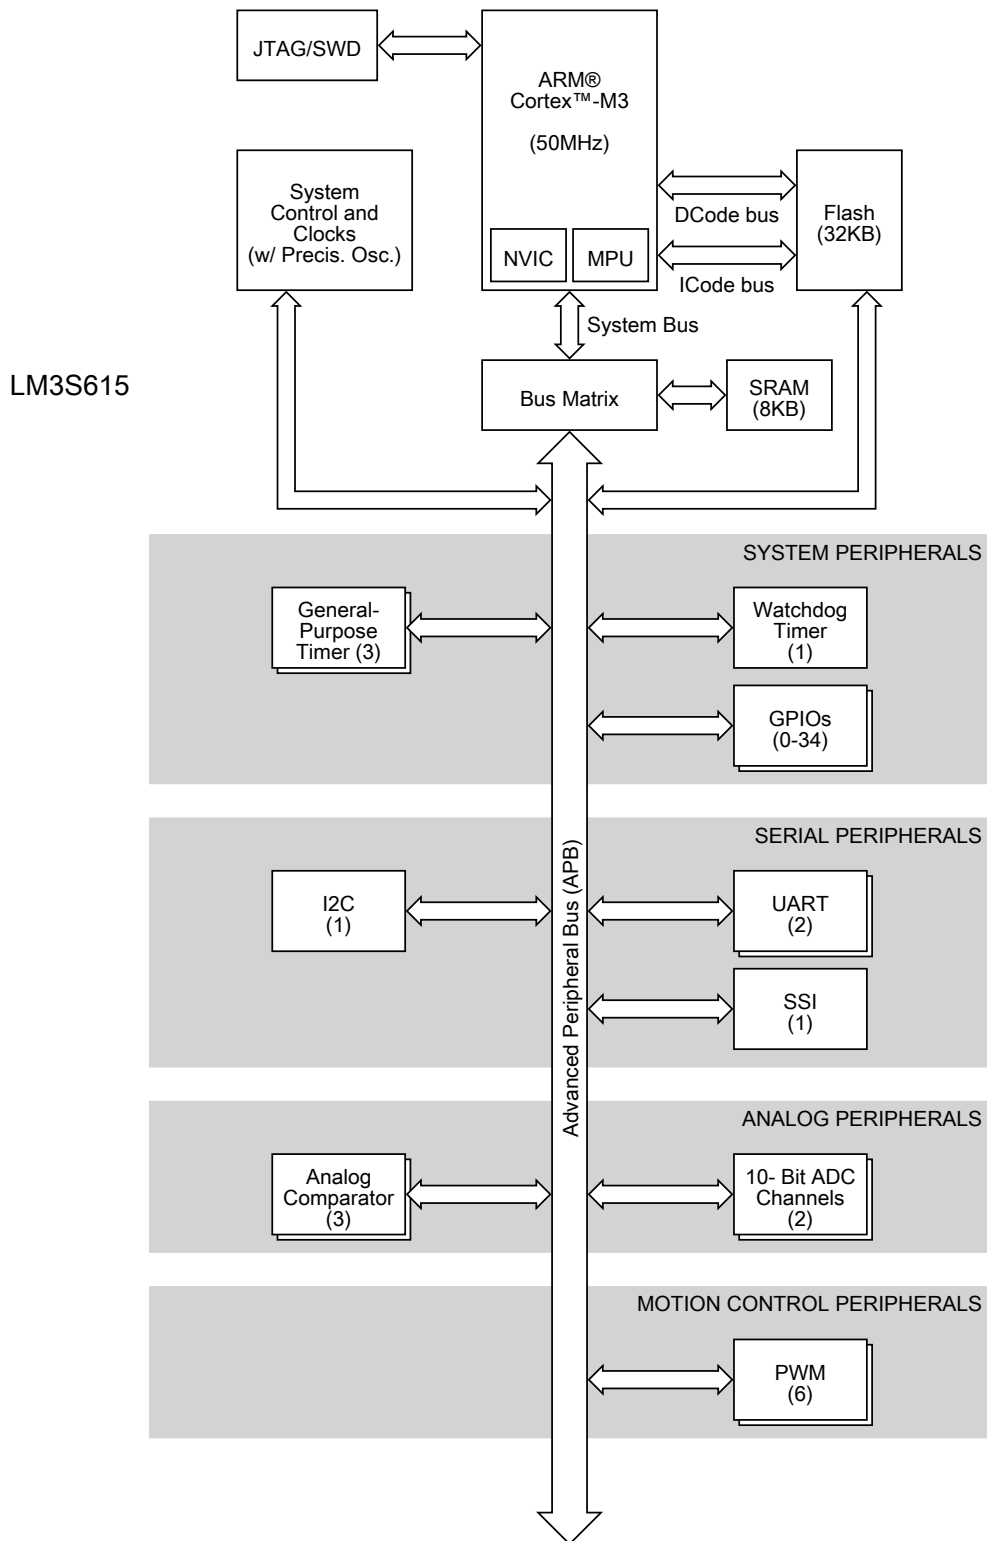 JTAG/SWD
ARM®
Cortex™-M3
(50MHz)
System
Control and
Clocks
(w/ Precis. Osc.)
DCode bus
Flash
(32KB)
NVIC
MPU
ICode bus
System Bus
LM3S615
Bus Matrix
SRAM
(8KB)
SYSTEM PERIPHERALS
General-
Purpose
Timer (3)
Watchdog
Timer
(1)
GPIOs
(0-34)
Advanced Peripheral Bus (APB)
SERIAL PERIPHERALS
I2C
(1)
UART
(2)
SSI
(1)
ANALOG PERIPHERALS
Analog
Comparator
(3)
10- Bit ADC
Channels
(2)
MOTION CONTROL PERIPHERALS
PWM
(6)